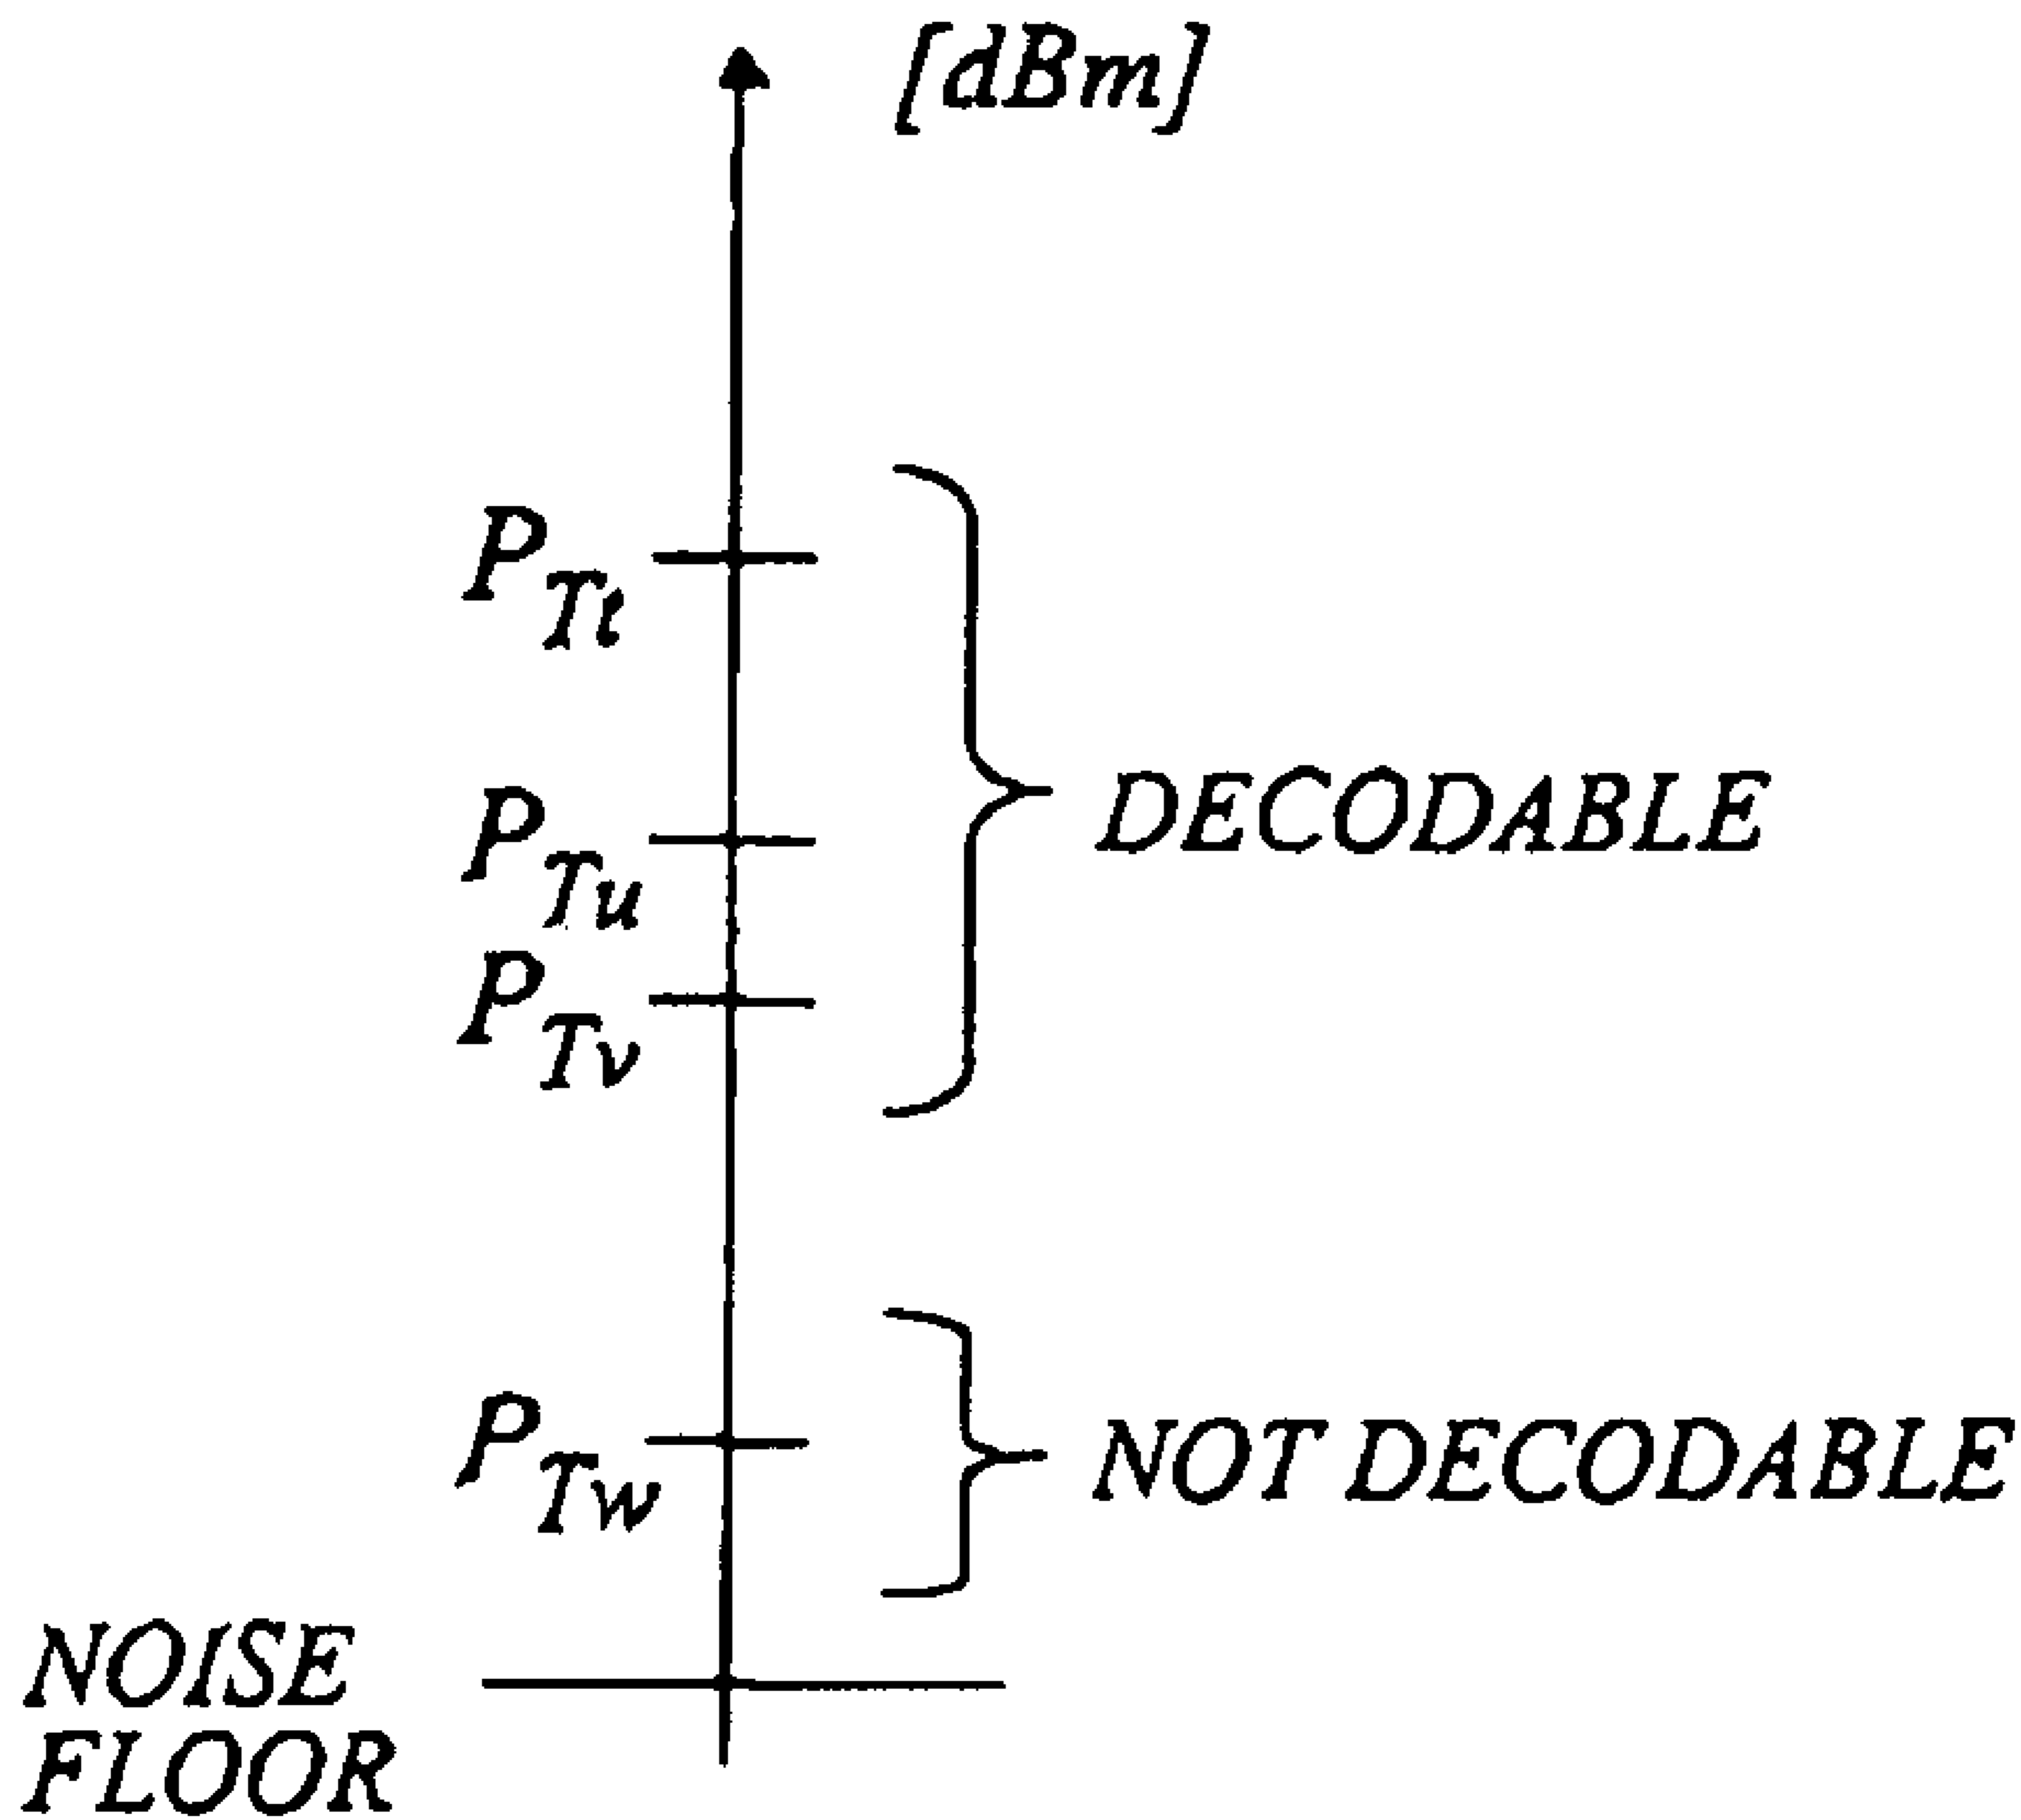 [dBm]
P_Tt
P_Tu
DECODABLE
P_Tv
P_Tw
NOT DECODABLE
NOISE
FLOOR